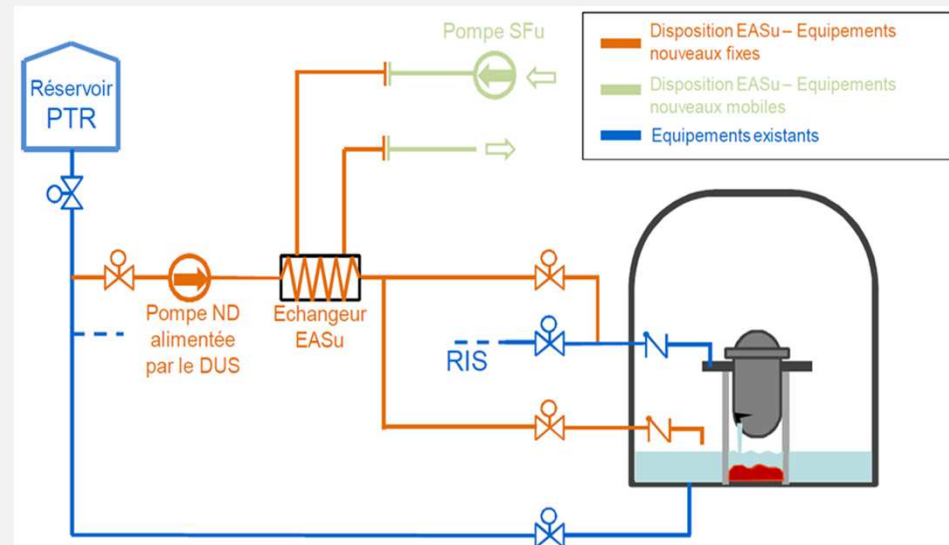 Pompe SFu
Disposition EASu – Equipements
nouveaux fixes
Disposition EASu – Equipements
nouveaux mobiles
Equipements existants
Réservoir
PTR
Pompe ND
alimentée
par le DUS
Echangeur
EASu
RIS